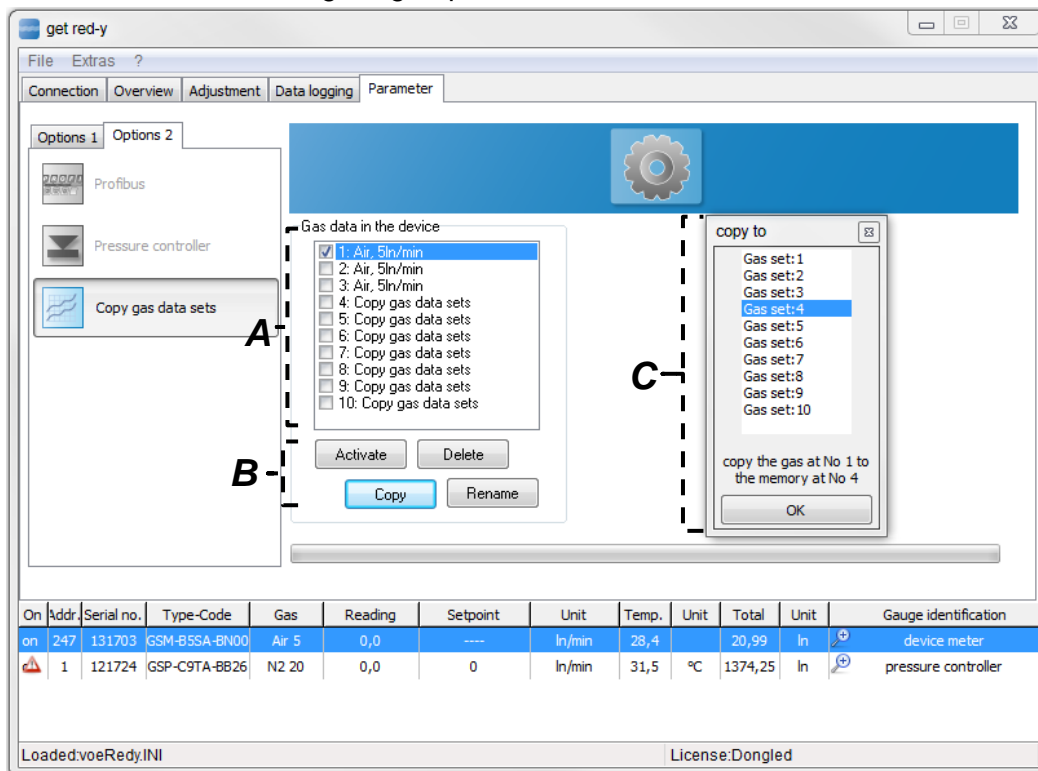 get red-y
File Extras ?
Connection Overview Adjustment Data logging Parameter
Options 1 Options 2
Profibus
Pressure controller
Copy gas data sets
Gas data in the device
1: Air, 5ln/min
2: Air, 5ln/min
3: Air, 5ln/min
4: Copy gas data sets
5: Copy gas data sets
6: Copy gas data sets
7: Copy gas data sets
8: Copy gas data sets
9: Copy gas data sets
10: Copy gas data sets
A
Activate Delete
Copy Rename
B
C
copy to
Gas set:1
Gas set:2
Gas set:3
Gas set:4
Gas set:5
Gas set:6
Gas set:7
Gas set:8
Gas set:9
Gas set:10
copy the gas at No 1 to
the memory at No 4
OK
On Addr. Serial no. Type-Code Gas Reading Setpoint Unit Temp. Unit Total Unit Gauge identification
on 247 131703 GSM-B5SA-BN00 Air 5 0,0 ---- ln/min 28,4 20,99 ln device meter
1 121724 GSP-C9TA-BB26 N2 20 0,0 0 ln/min 31,5 °C 1374,25 ln pressure controller
Loaded:voeRedy.INI License:Dongled